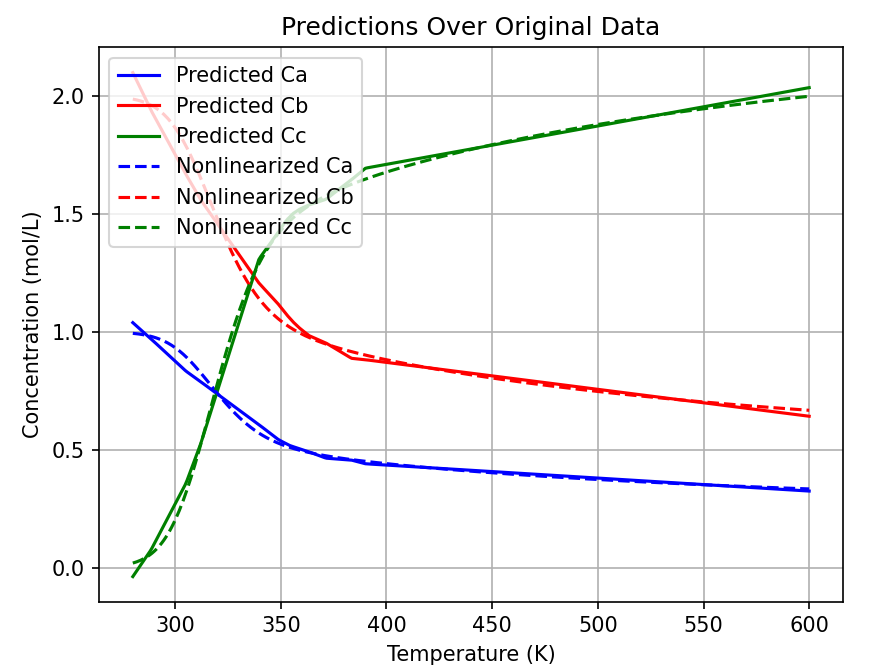 Predictions Over Original Data
Concentration (mol/L)
2.0
1.5
1.0
0.5
0.0
Predicted Ca
Predicted Cb
Predicted Cc
Nonlinearized Ca
Nonlinearized Cb
Nonlinearized Cc
300 350 400 450 500 550 600
Temperature (K)